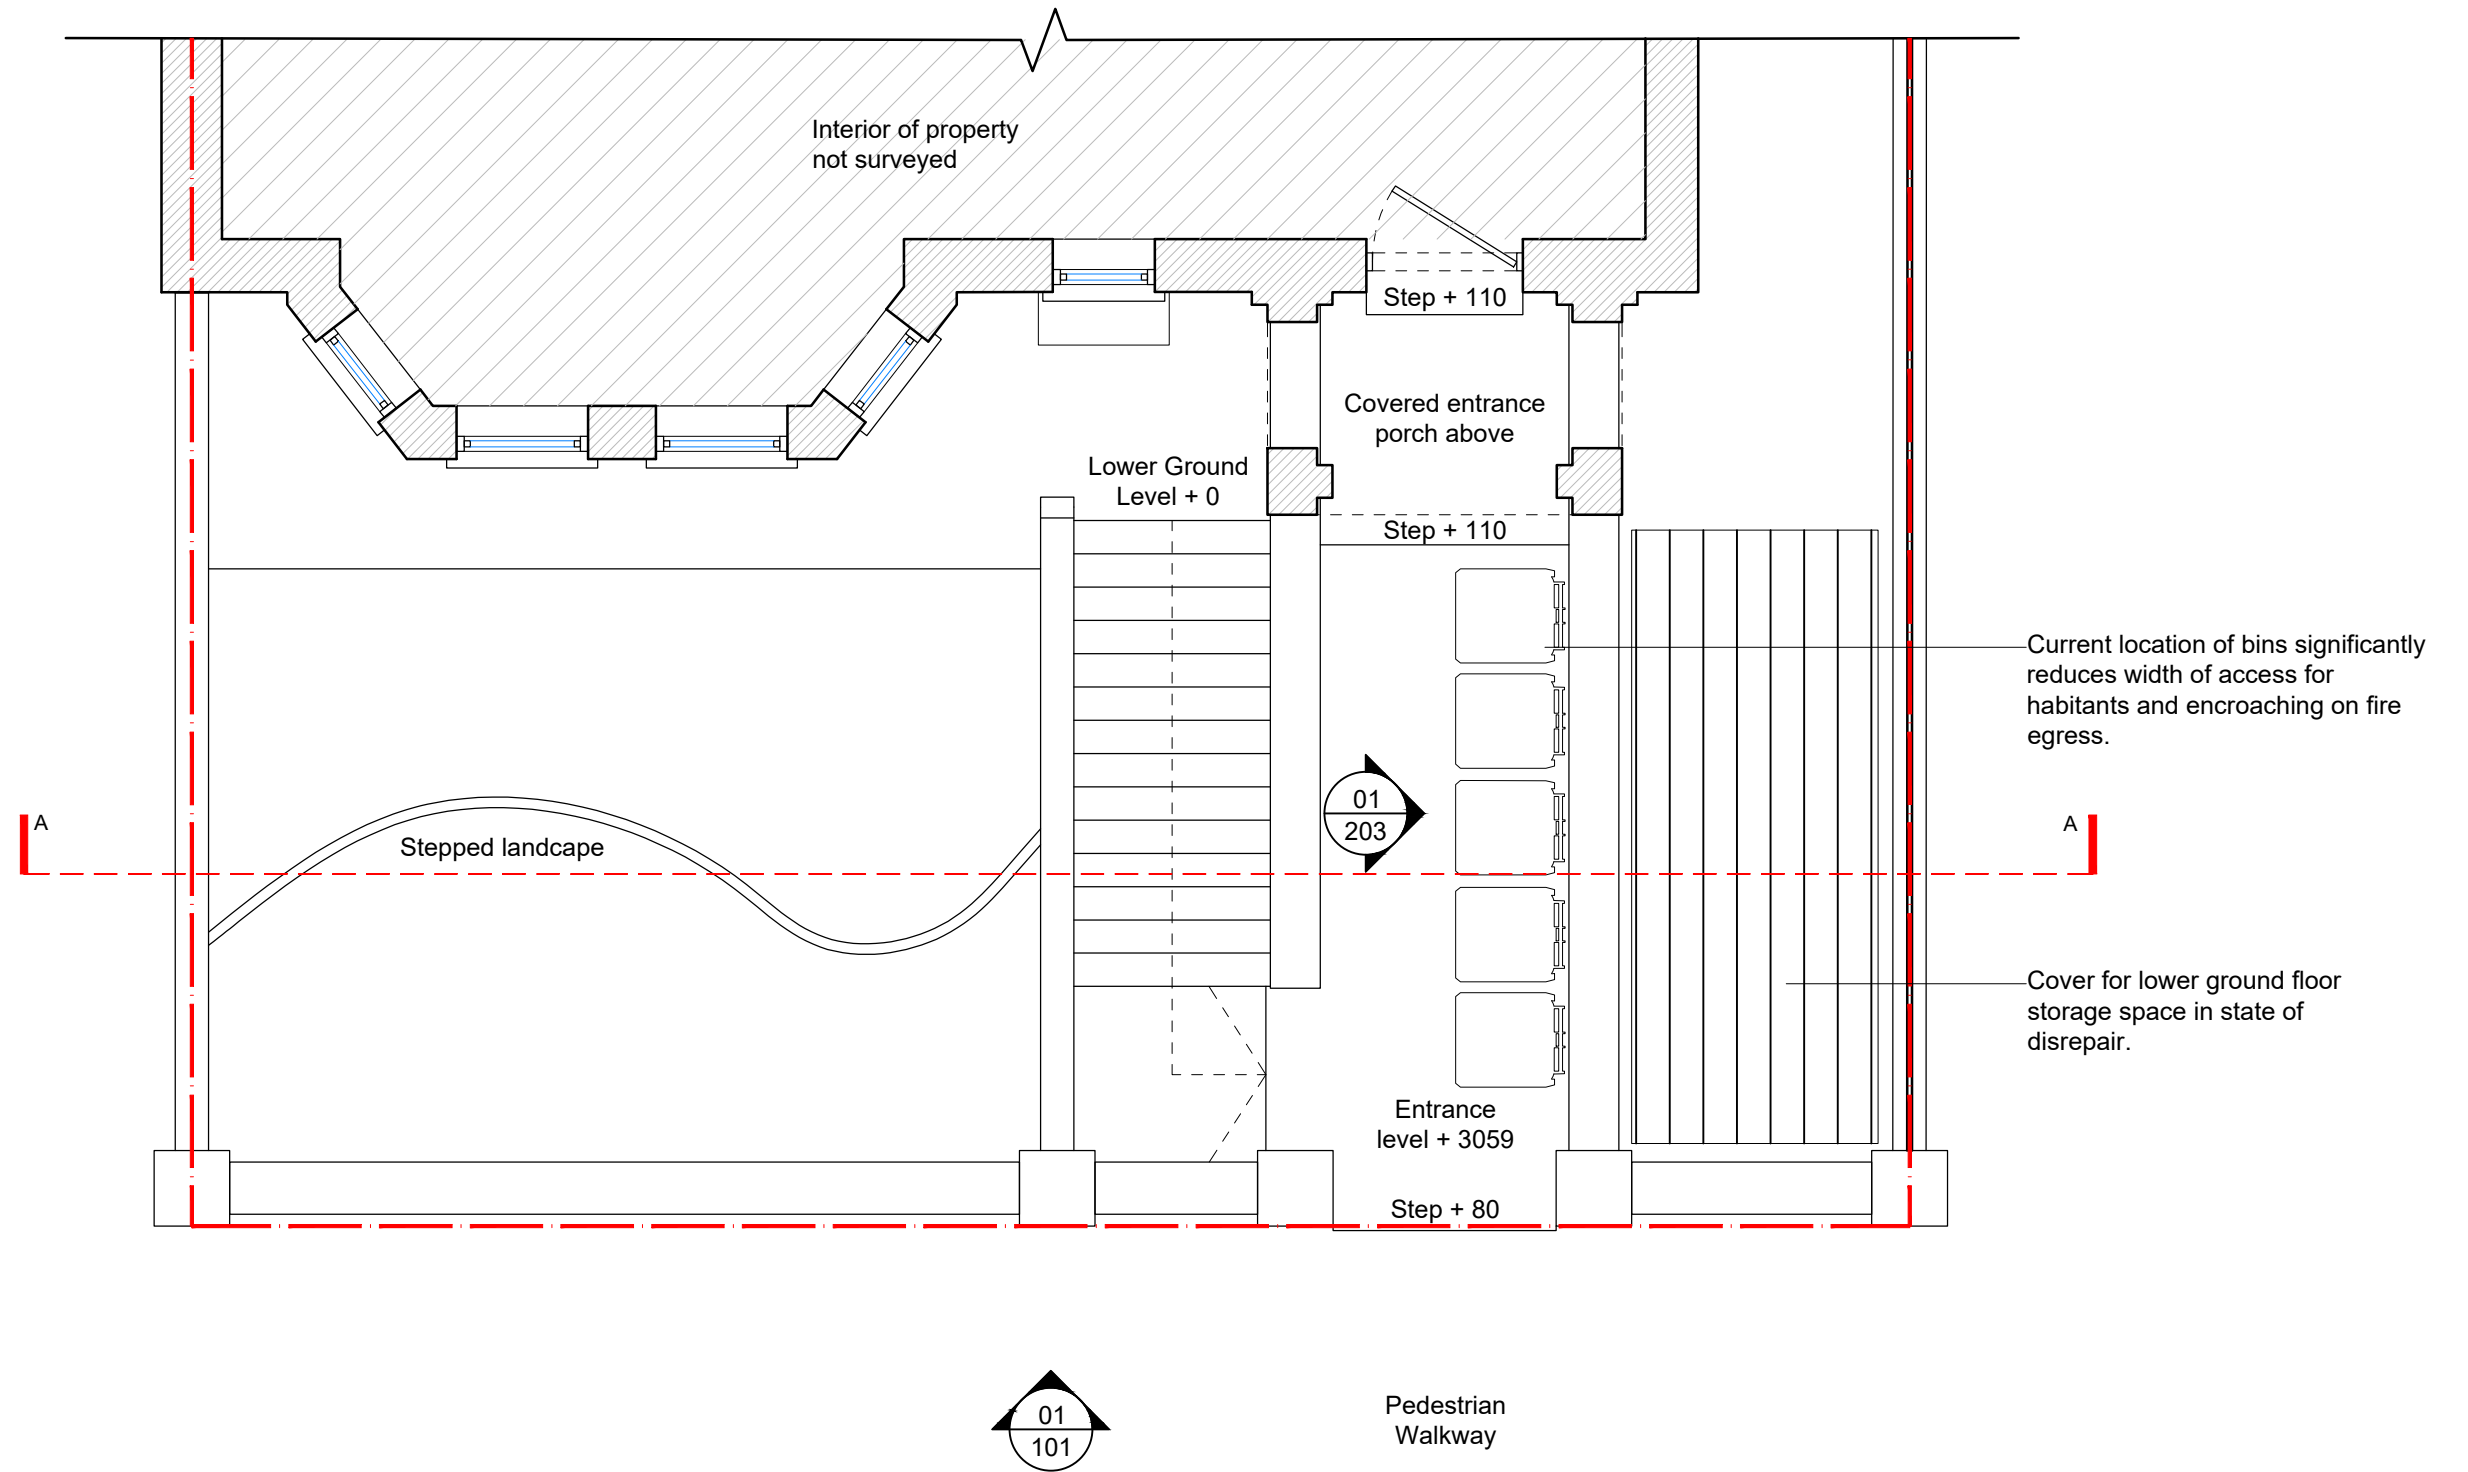 Interior of property
not surveyed
Step + 110
Covered entrance
porch above
Lower Ground
Level + 0
Step + 110
Current location of bins significantly
reduces width of access for
habitants and encroaching on fire
egress.
A
Stepped landcape
01
203
A
Cover for lower ground floor
storage space in state of
disrepair.
Entrance
level + 3059
Step + 80
01
101
Pedestrian
Walkway